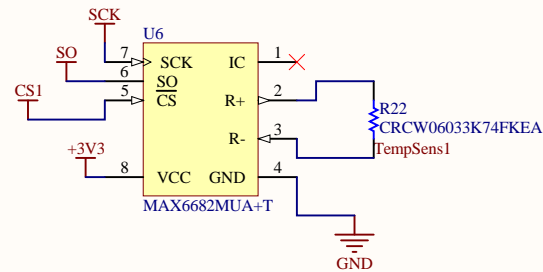 SCK
U6
SO
7
SCK
IC
1
6
SO
CS1
5
CS
R+
2
R22
CRCW06033K74FKEA
R-
3
TempSens1
+3V3
8
VCC
GND
4
MAX6682MUA+T
GND